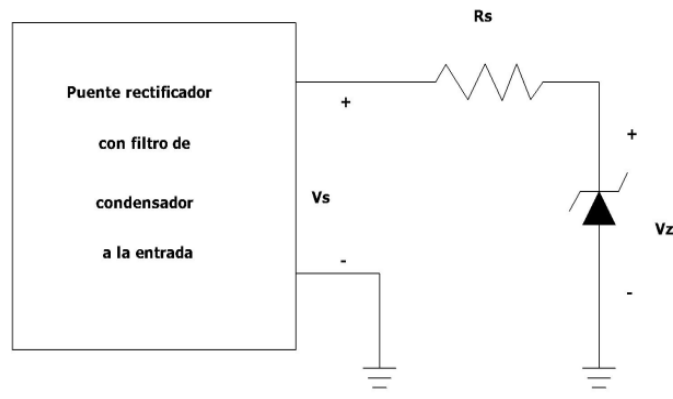 Rs
Puente rectificador
+
con filtro de
+
condensador
Vs
Vz
a la entrada
-
-